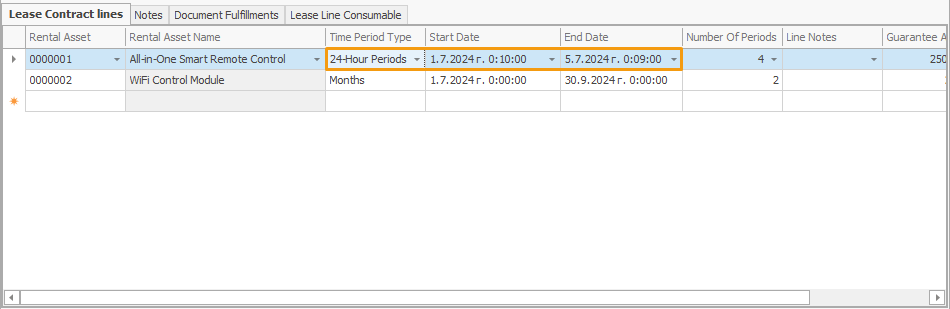 Lease Contract lines Notes Document Fulfillments Lease Line Consumable
Rental Asset Rental Asset Name Time Period Type Start Date End Date Number Of Periods Line Notes Guarantee A
0000001 All-in-One Smart Remote Control 24-Hour Periods 1.7.2024 г. 0:10:00 5.7.2024 г. 0:09:00 4 250
0000002 WiFi Control Module Months 1.7.2024 г. 0:00:00 30.9.2024 г. 0:00:00 2